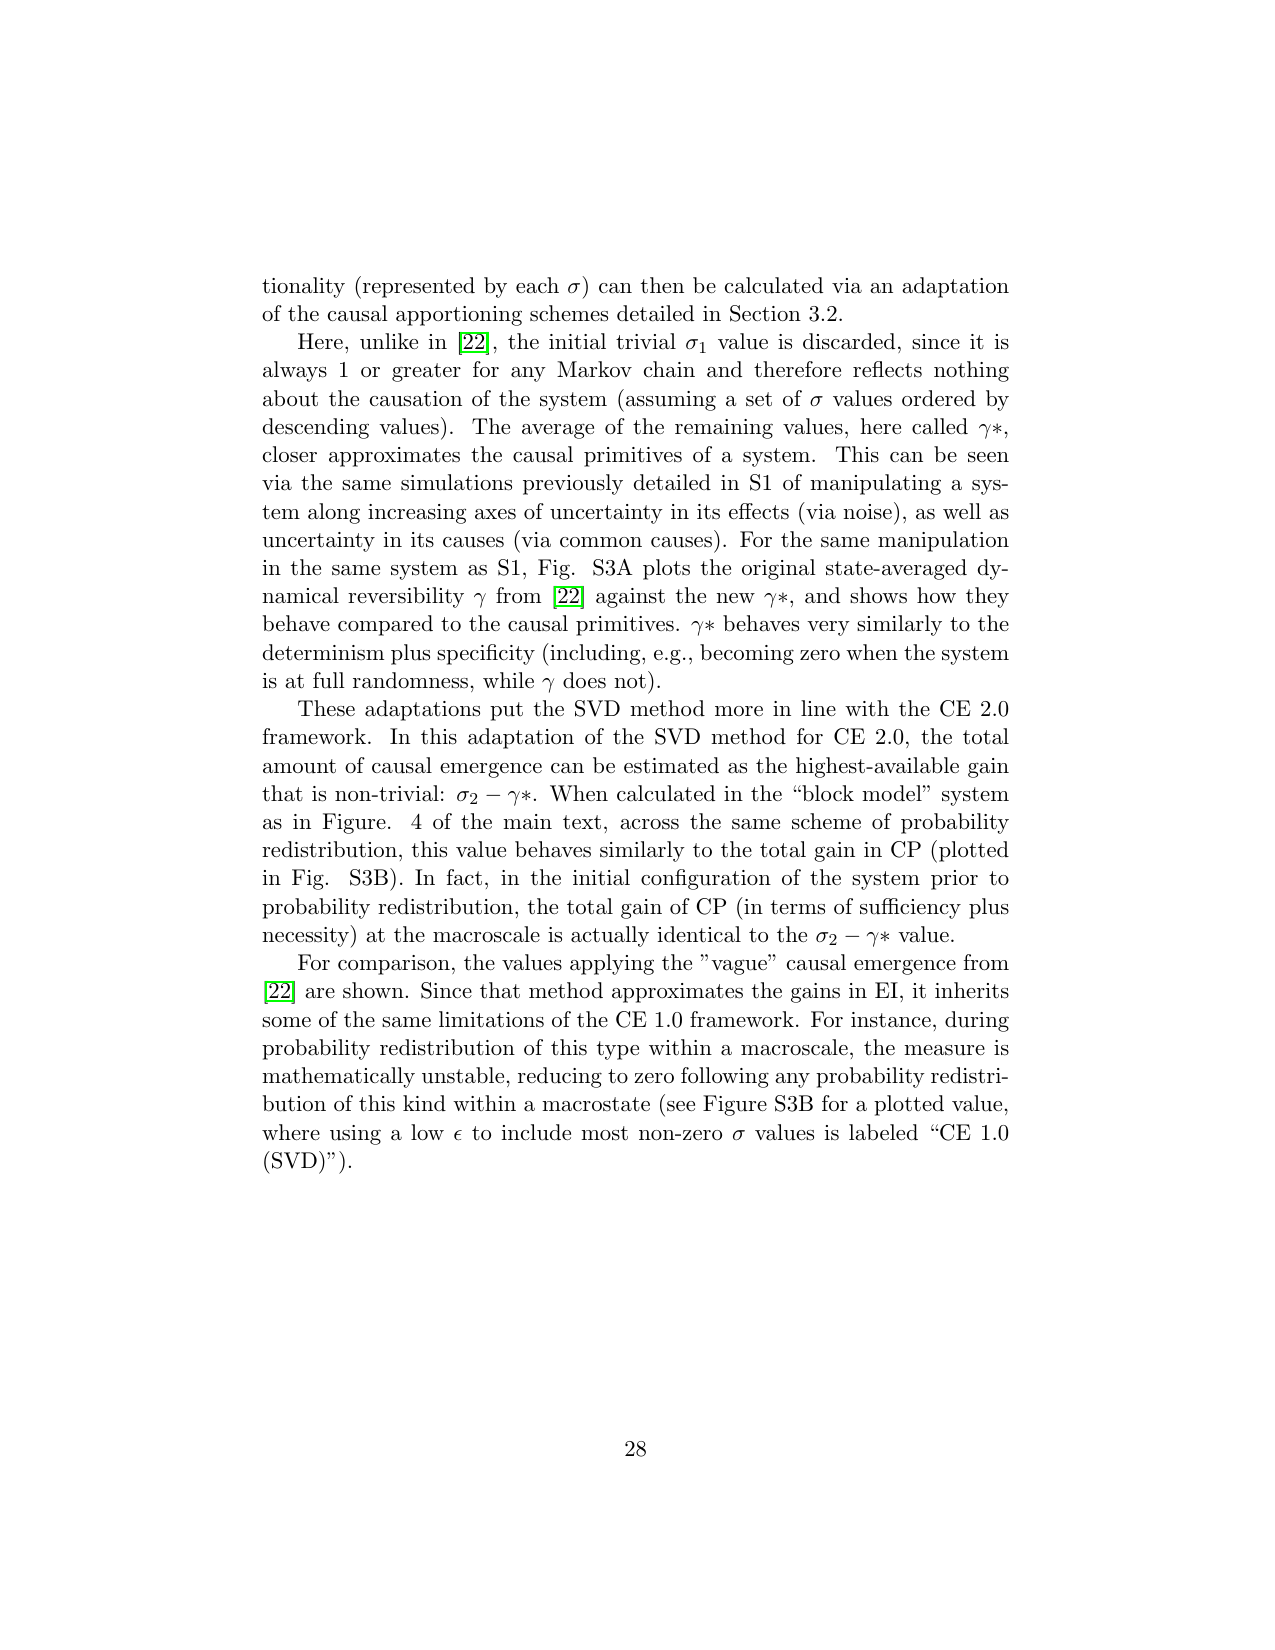 tionality (represented by each σ) can then be calculated via an adaptation
of the causal apportioning schemes detailed in Section 3.2.
Here, unlike in [22], the initial trivial σ₁ value is discarded, since it is
always 1 or greater for any Markov chain and therefore reflects nothing
about the causation of the system (assuming a set of σ values ordered by
descending values). The average of the remaining values, here called γ∗,
closer approximates the causal primitives of a system. This can be seen
via the same simulations previously detailed in S1 of manipulating a sys-
tem along increasing axes of uncertainty in its effects (via noise), as well as
uncertainty in its causes (via common causes). For the same manipulation
in the same system as S1, Fig. S3A plots the original state-averaged dy-
namical reversibility γ from [22] against the new γ∗, and shows how they
behave compared to the causal primitives. γ∗ behaves very similarly to the
determinism plus specificity (including, e.g., becoming zero when the system
is at full randomness, while γ does not).
These adaptations put the SVD method more in line with the CE 2.0
framework. In this adaptation of the SVD method for CE 2.0, the total
amount of causal emergence can be estimated as the highest-available gain
that is non-trivial: σ₂ − γ∗. When calculated in the “block model” system
as in Figure. 4 of the main text, across the same scheme of probability
redistribution, this value behaves similarly to the total gain in CP (plotted
in Fig. S3B). In fact, in the initial configuration of the system prior to
probability redistribution, the total gain of CP (in terms of sufficiency plus
necessity) at the macroscale is actually identical to the σ₂ − γ∗ value.
For comparison, the values applying the ”vague” causal emergence from
[22] are shown. Since that method approximates the gains in EI, it inherits
some of the same limitations of the CE 1.0 framework. For instance, during
probability redistribution of this type within a macroscale, the measure is
mathematically unstable, reducing to zero following any probability redistri-
bution of this kind within a macrostate (see Figure S3B for a plotted value,
where using a low ϵ to include most non-zero σ values is labeled “CE 1.0
(SVD)”).
28